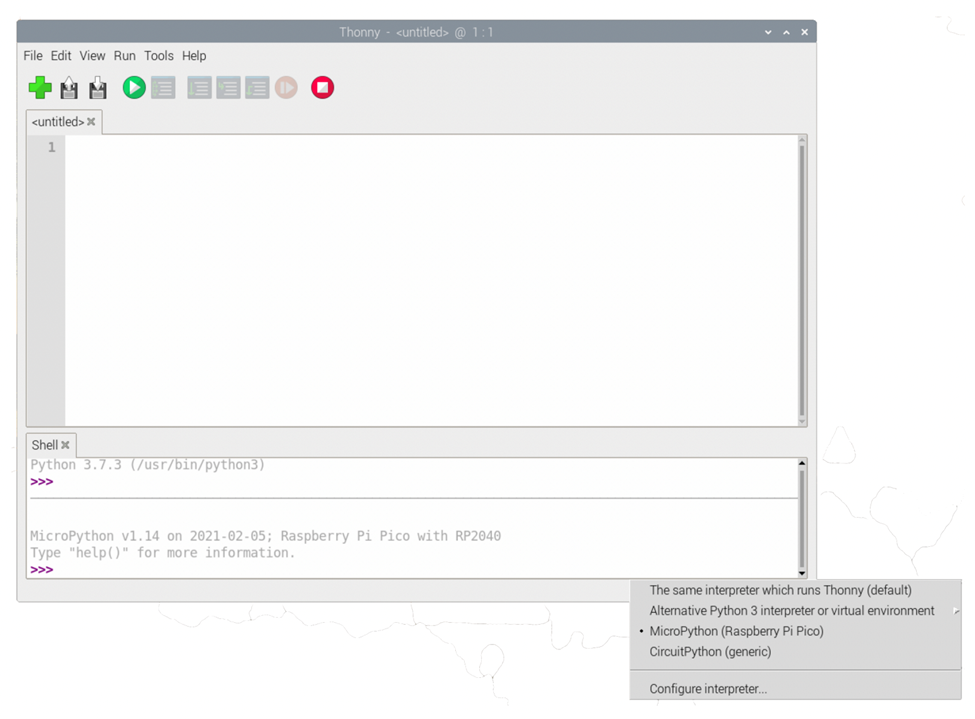 Thonny - <untitled> @ 1 : 1
File Edit View Run Tools Help
<untitled>
1
Shell
Python 3.7.3 (/usr/bin/python3)
>>>
MicroPython v1.14 on 2021-02-05; Raspberry Pi Pico with RP2040
Type "help()" for more information.
>>>
The same interpreter which runs Thonny (default)
Alternative Python 3 interpreter or virtual environment
• MicroPython (Raspberry Pi Pico)
CircuitPython (generic)
Configure interpreter...